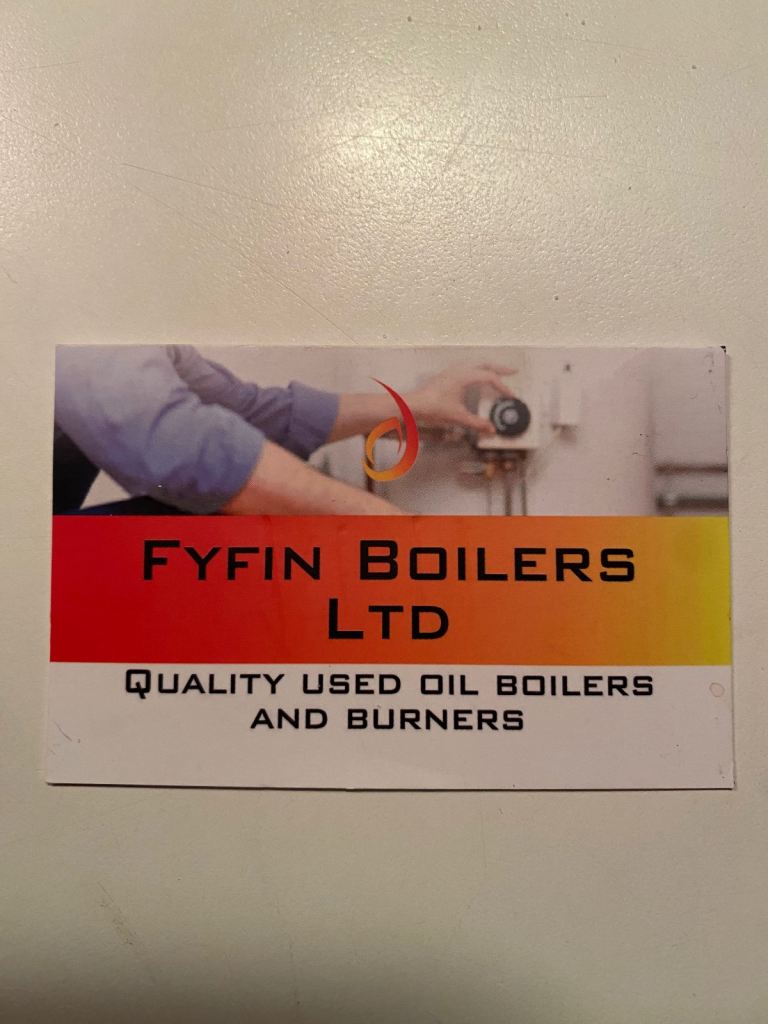 Fyfin Boilers
Ltd
Quality used oil boilers
and burners